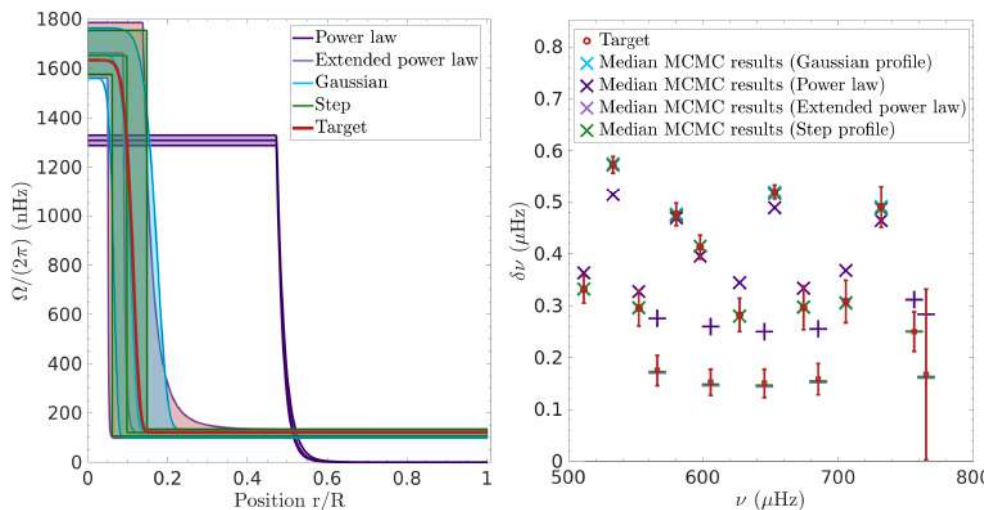 1800
1600
1400
1200
1000
800
600
400
200
0
Ω/(2π) (nHz)
Power law
Extended power law
Gaussian
Step
Target
0
0.2
0.4
0.6
0.8
1
Position r/R
0.8
0.7
0.6
0.5
0.4
0.3
0.2
0.1
0
δν (μHz)
Target
Median MCMC results (Gaussian profile)
Median MCMC results (Power law)
Median MCMC results (Extended power law)
Median MCMC results (Step profile)
500
600
700
800
ν (μHz)